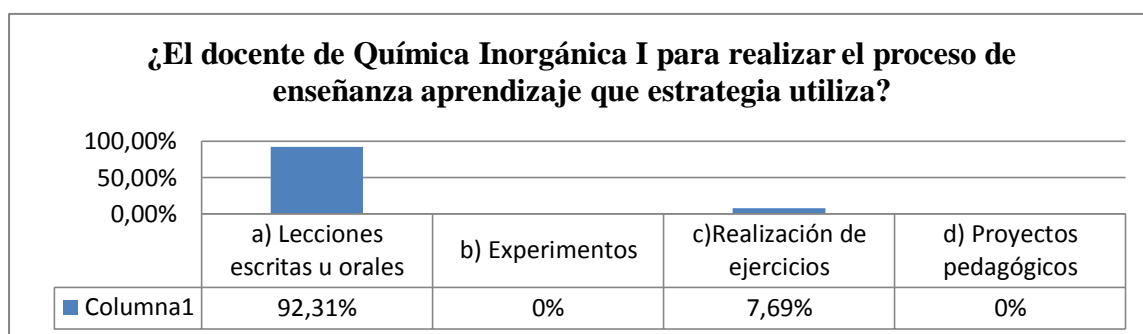 ¿El docente de Química Inorgánica I para realizar el proceso de
enseñanza aprendizaje que estrategia utiliza?
100,00%
50,00%
0,00%
a) Lecciones
escritas u orales
b) Experimentos
c)Realización de
ejercicios
d) Proyectos
pedagógicos
Columna1 92,31% 0% 7,69% 0%